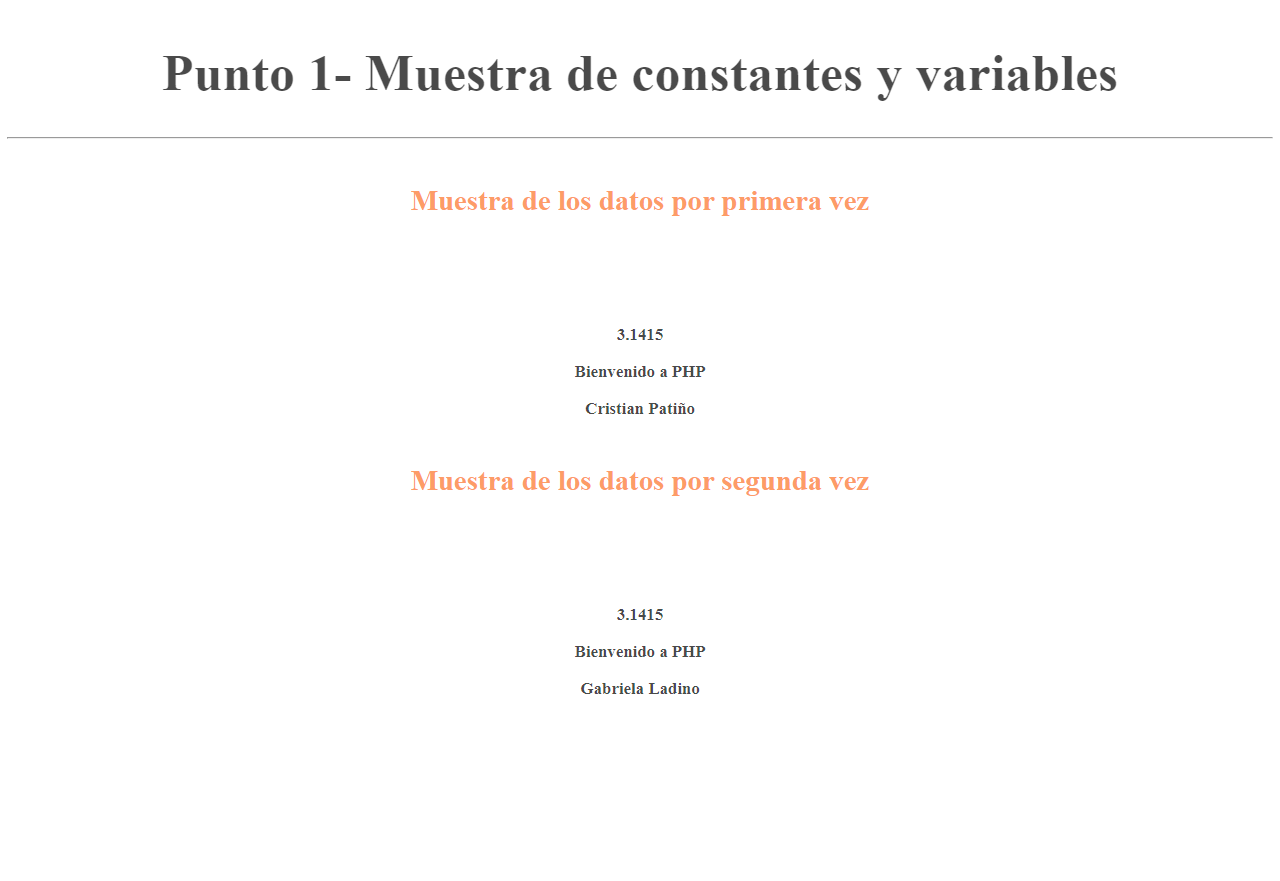 Punto 1- Muestra de constantes y variables
Muestra de los datos por primera vez
3.1415
Bienvenido a PHP
Cristian Patiño
Muestra de los datos por segunda vez
3.1415
Bienvenido a PHP
Gabriela Ladino